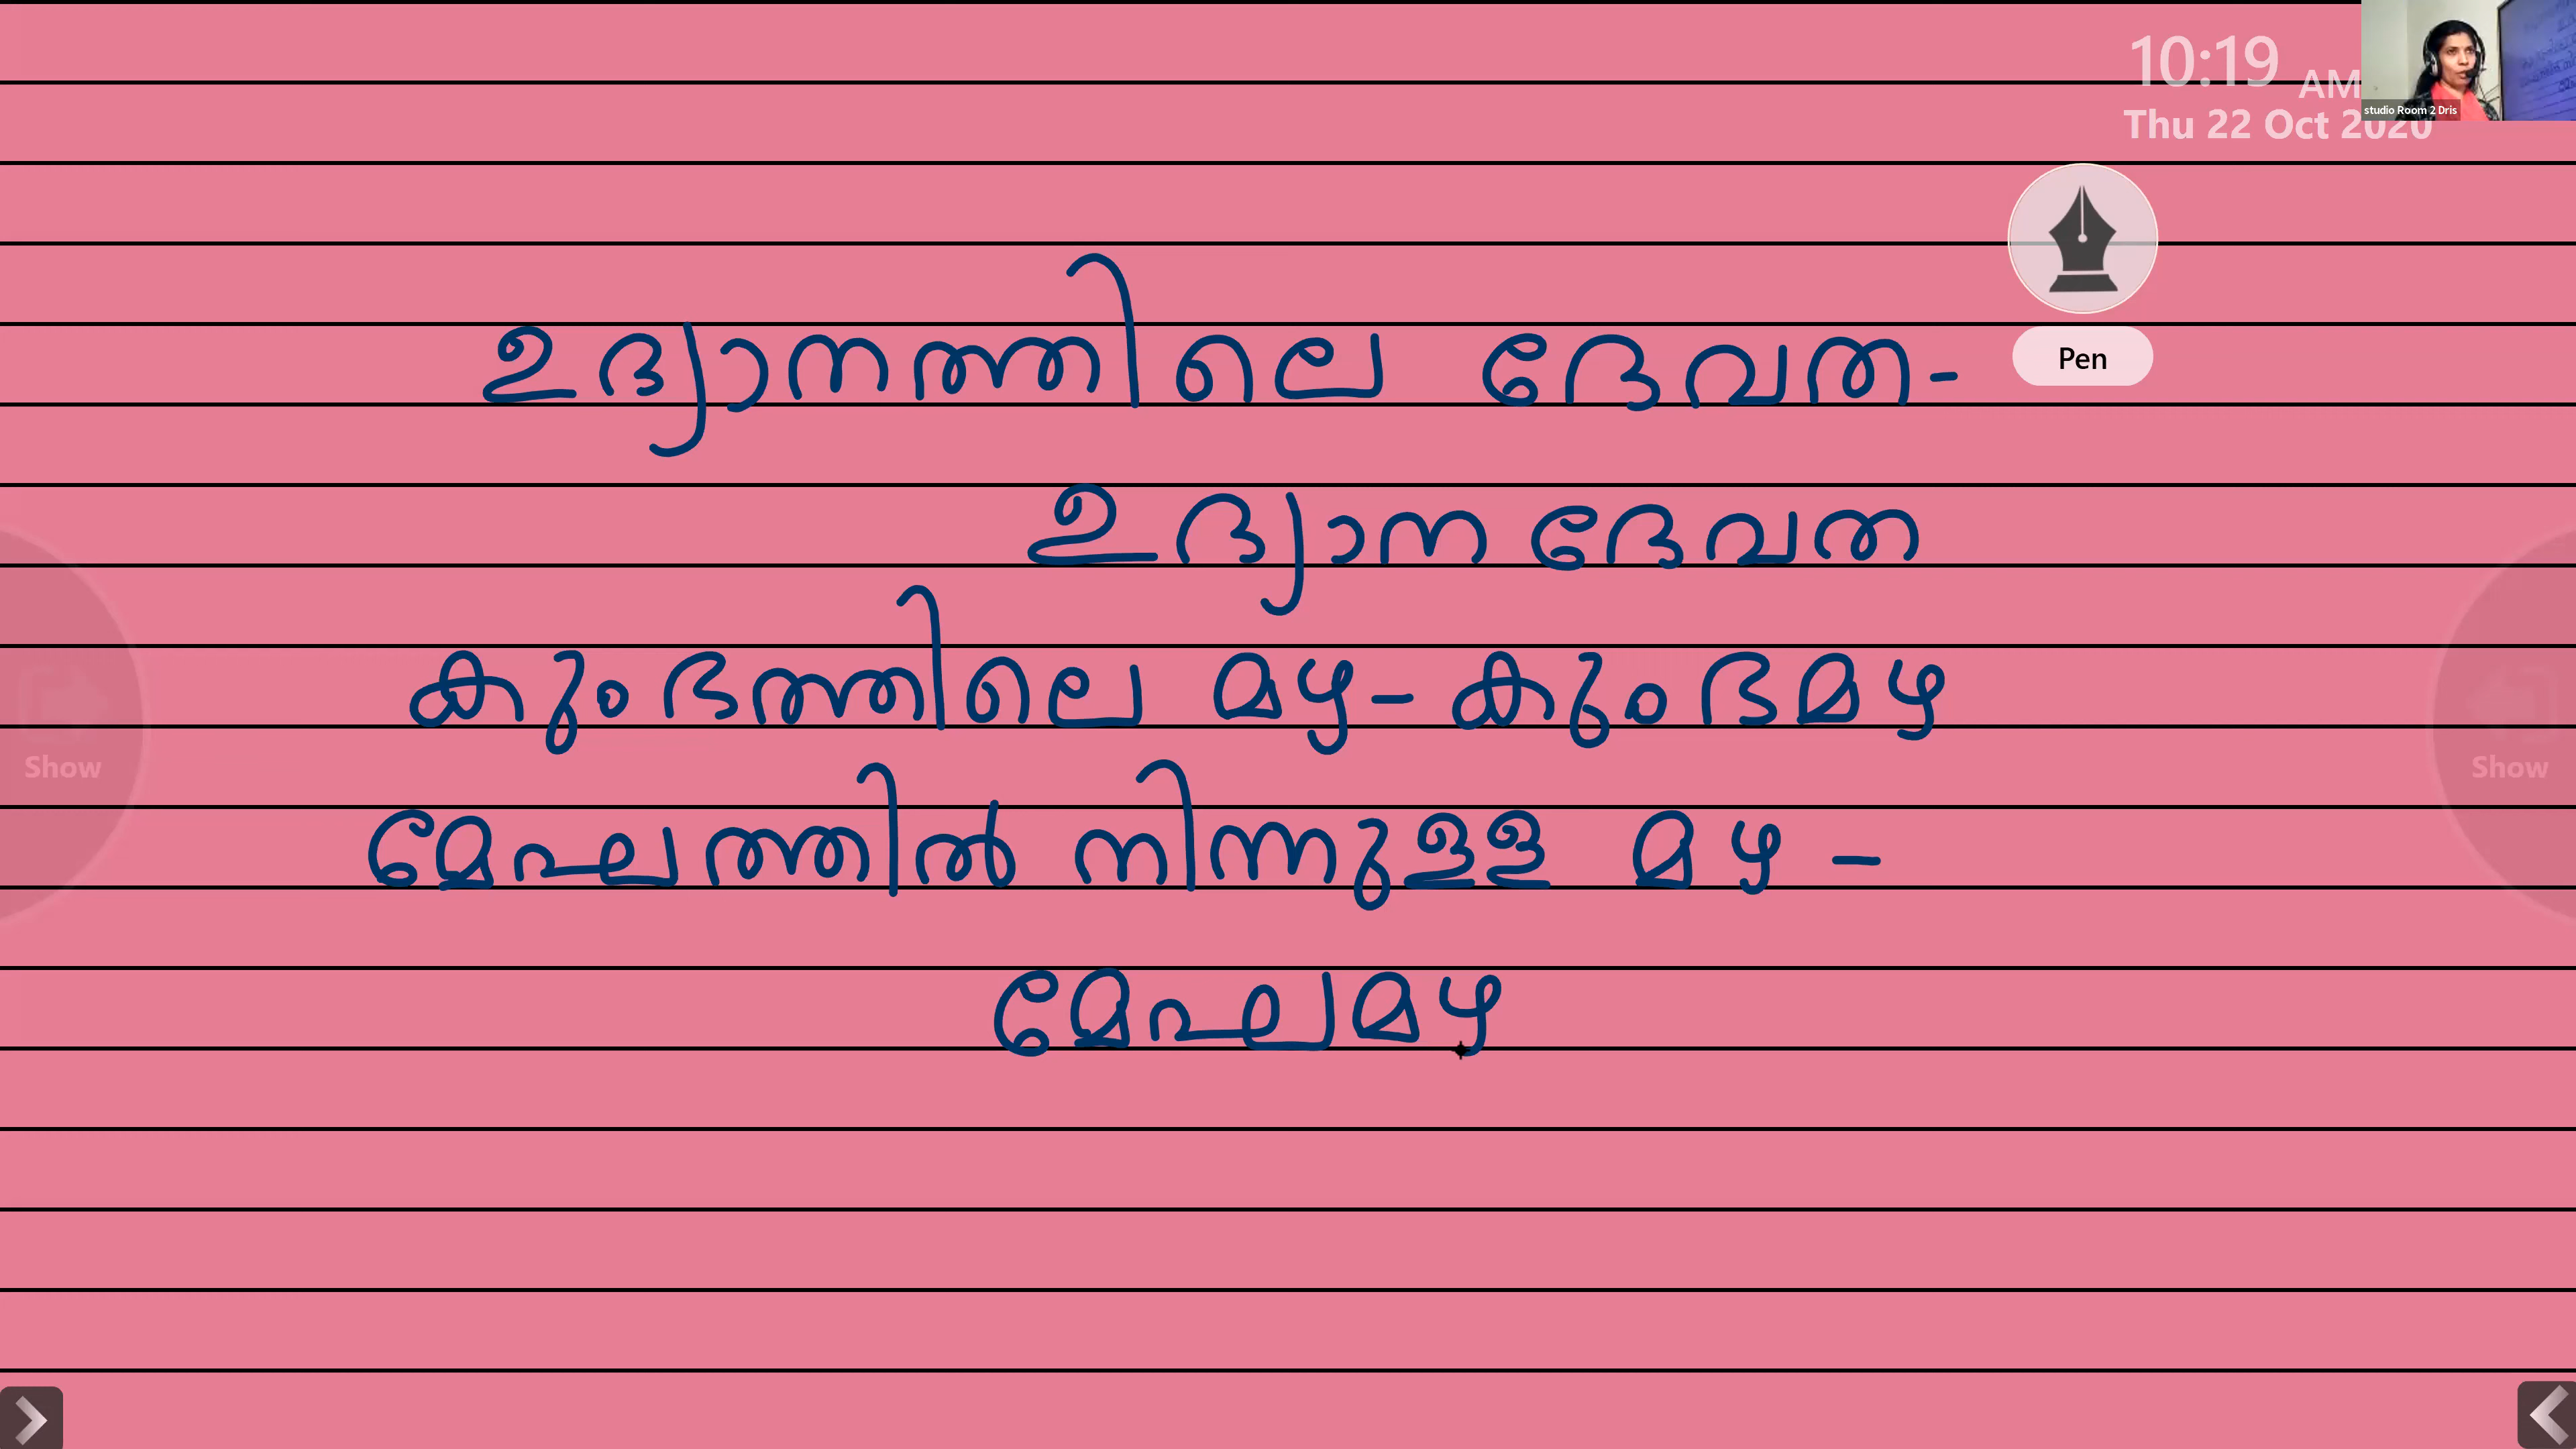 10:19 AM
Thu 22 Oct 2020
studio Room 2 Dris
Pen
ഉദ്യാനത്തിലെ ദേവത-
ഉദ്യാന ദേവത
കുംഭത്തിലെ മഴ - കുംഭമഴ
Show
Show
മേഘത്തിൽ നിന്നുള്ള മഴ -
മേഘമഴ